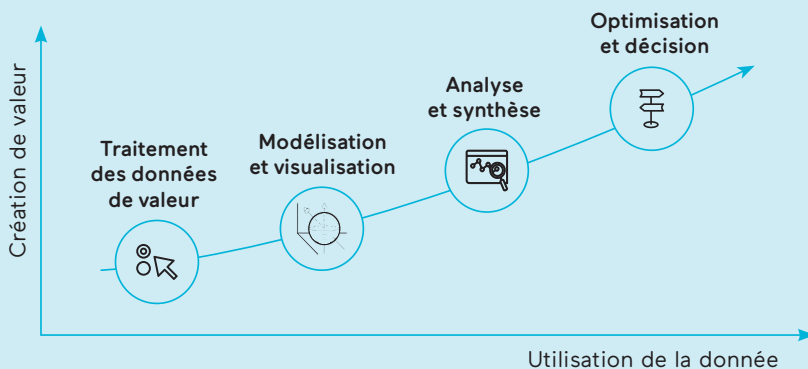 Création de valeur
Traitement
des données
de valeur
Modélisation
et visualisation
Analyse
et synthèse
Optimisation
et décision
Utilisation de la donnée